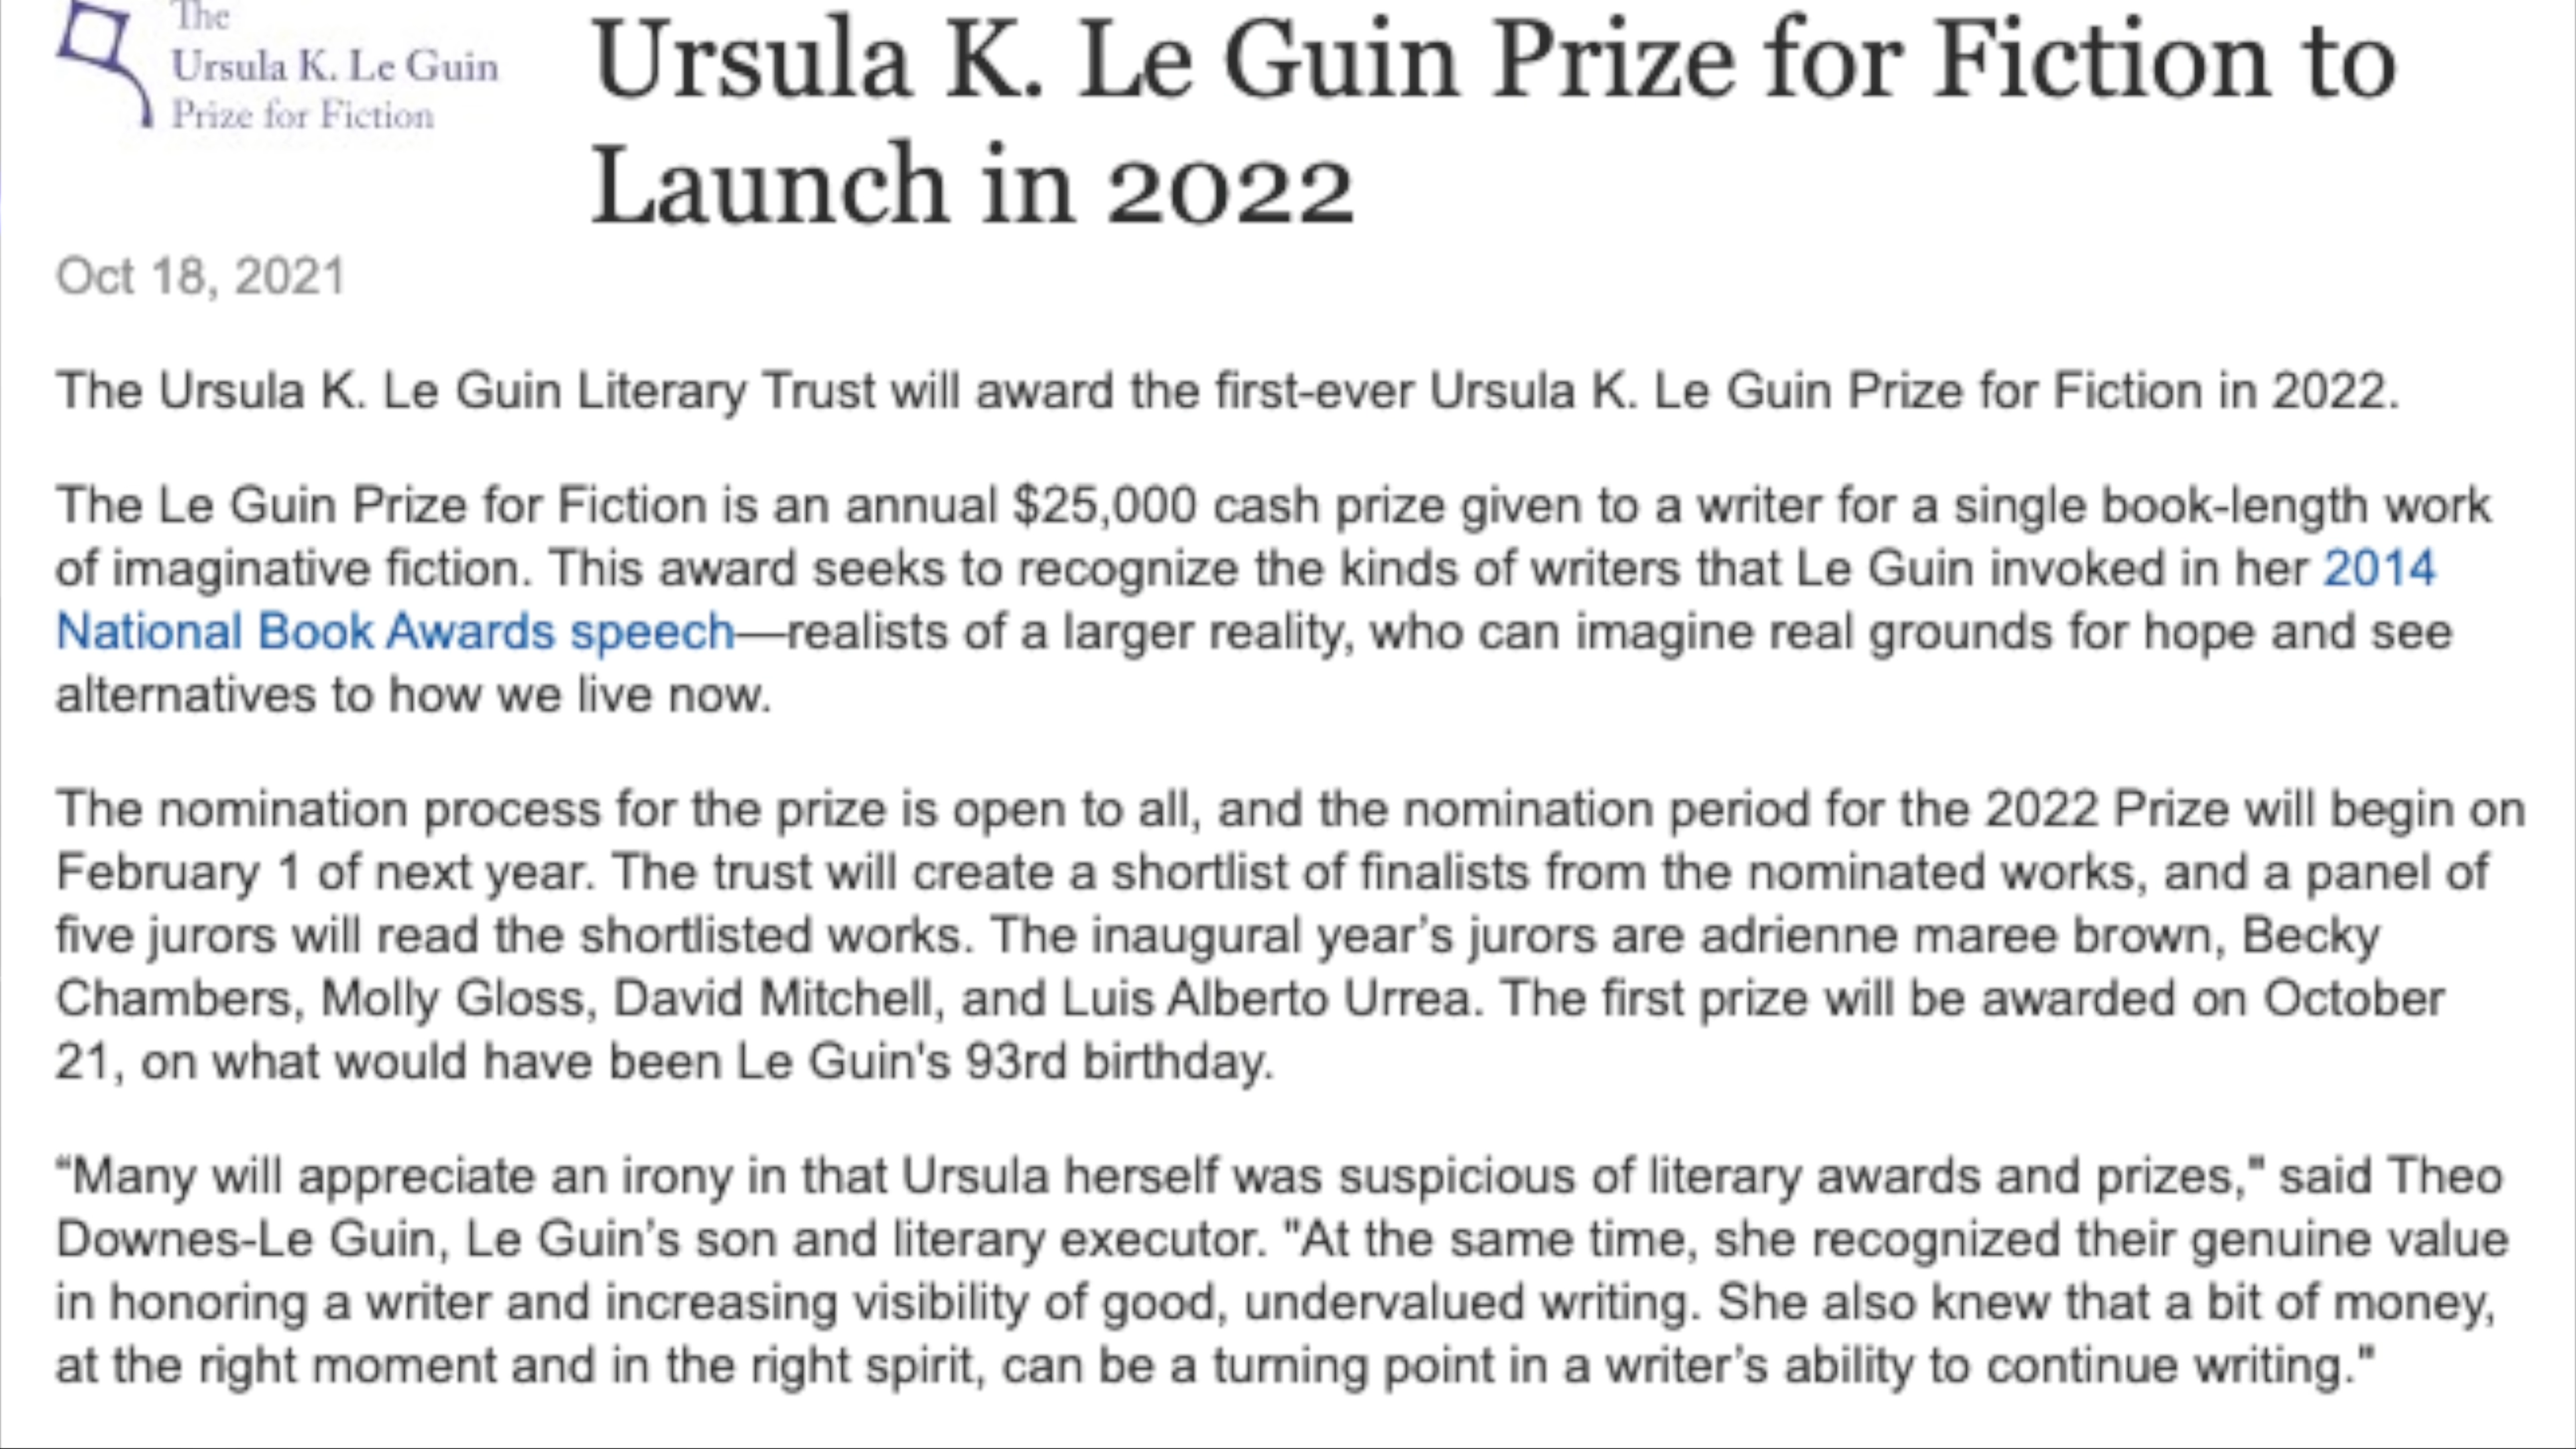 The
Ursula K. Le Guin
Prize for Fiction
Ursula K. Le Guin Prize for Fiction to
Launch in 2022
Oct 18, 2021
The Ursula K. Le Guin Literary Trust will award the first-ever Ursula K. Le Guin Prize for Fiction in 2022.
The Le Guin Prize for Fiction is an annual $25,000 cash prize given to a writer for a single book-length work
of imaginative fiction. This award seeks to recognize the kinds of writers that Le Guin invoked in her 2014
National Book Awards speech—realists of a larger reality, who can imagine real grounds for hope and see
alternatives to how we live now.
The nomination process for the prize is open to all, and the nomination period for the 2022 Prize will begin on
February 1 of next year. The trust will create a shortlist of finalists from the nominated works, and a panel of
five jurors will read the shortlisted works. The inaugural year’s jurors are adrienne maree brown, Becky
Chambers, Molly Gloss, David Mitchell, and Luis Alberto Urrea. The first prize will be awarded on October
21, on what would have been Le Guin's 93rd birthday.
“Many will appreciate an irony in that Ursula herself was suspicious of literary awards and prizes," said Theo
Downes-Le Guin, Le Guin’s son and literary executor. "At the same time, she recognized their genuine value
in honoring a writer and increasing visibility of good, undervalued writing. She also knew that a bit of money,
at the right moment and in the right spirit, can be a turning point in a writer’s ability to continue writing."